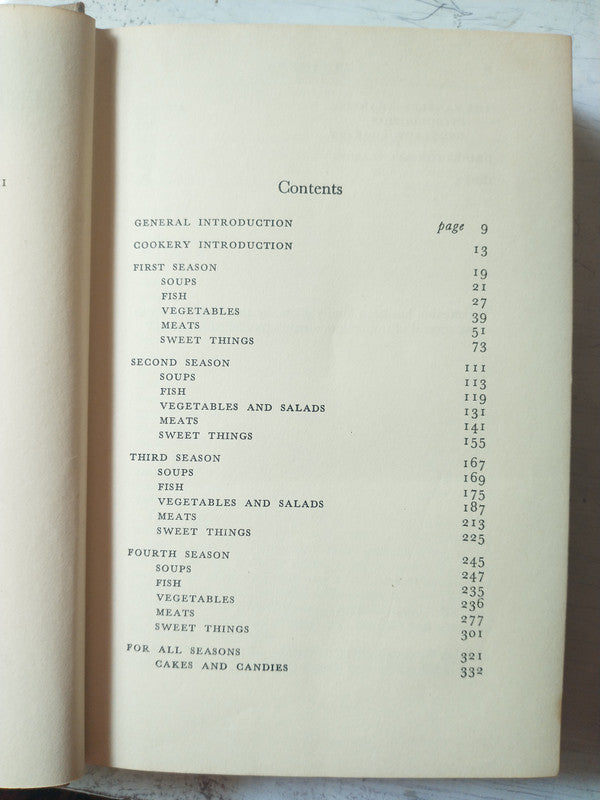 I
Contents
GENERAL INTRODUCTION page 9
COOKERY INTRODUCTION 13
FIRST SEASON 19
SOUPS 21
FISH 27
VEGETABLES 39
MEATS 51
SWEET THINGS 73
SECOND SEASON 111
SOUPS 113
FISH 119
VEGETABLES AND SALADS 131
MEATS 141
SWEET THINGS 155
THIRD SEASON 167
SOUPS 169
FISH 175
VEGETABLES AND SALADS 187
MEATS 213
SWEET THINGS 225
FOURTH SEASON 245
SOUPS 247
FISH 235
VEGETABLES 236
MEATS 277
SWEET THINGS 301
FOR ALL SEASONS 321
CAKES AND CANDIES 332